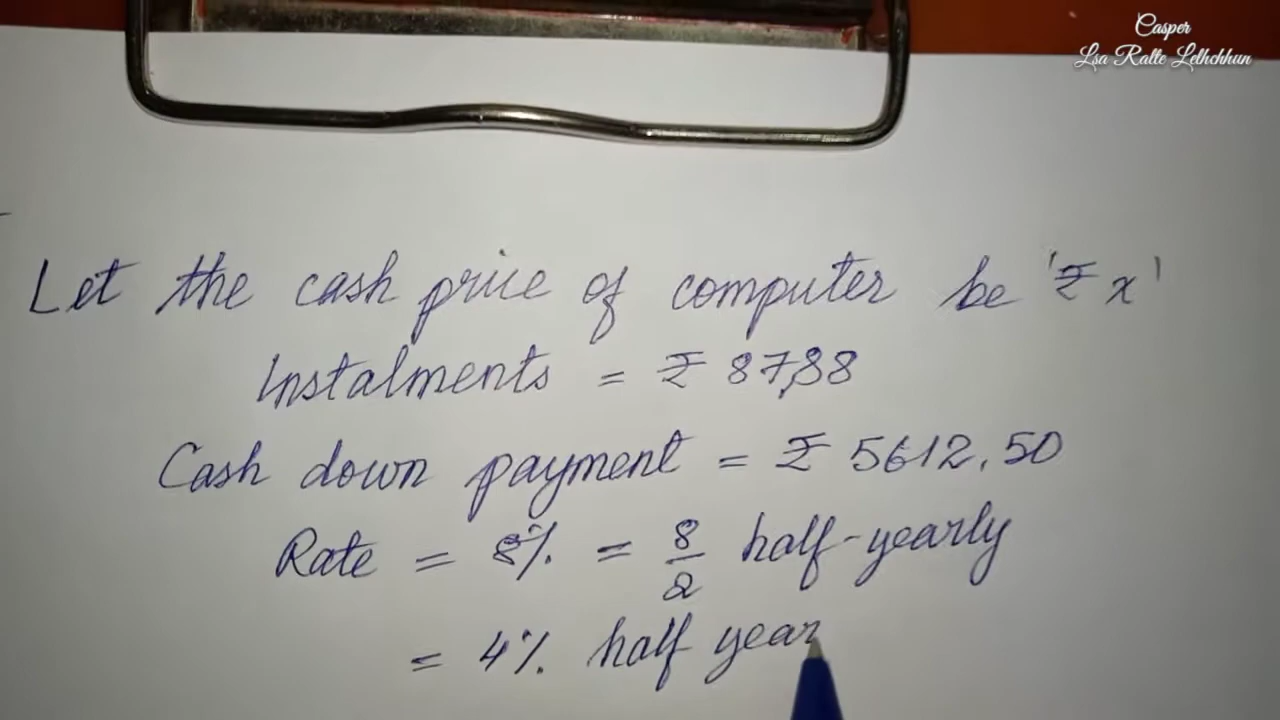 Casper
Lsa Ralte Lethchhun
Let the cash price of computer be '₹ x'
Instalments = ₹ 8788
Cash down payment = ₹ 5612.50
Rate = 8% = 8/2 half-yearly
= 4% half year